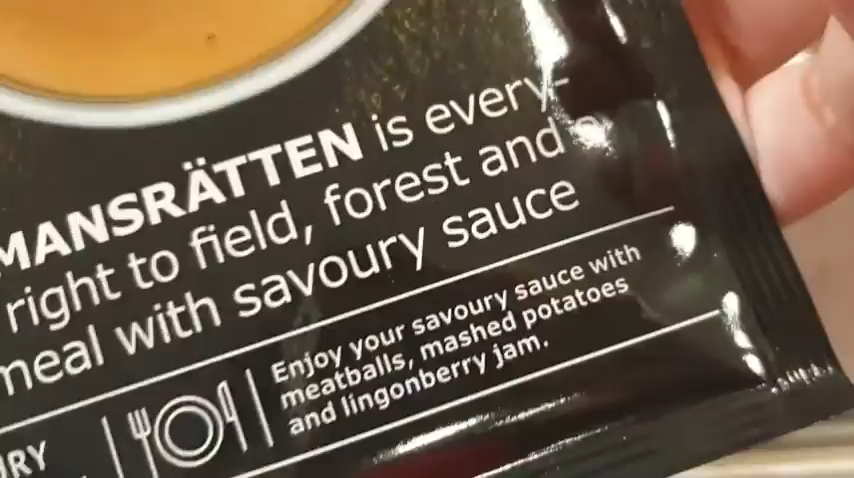 MANSRÄTTEN is every-
right to field, forest and
meal with savoury sauce
Enjoy your savoury sauce with
meatballs, mashed potatoes
and lingonberry jam.